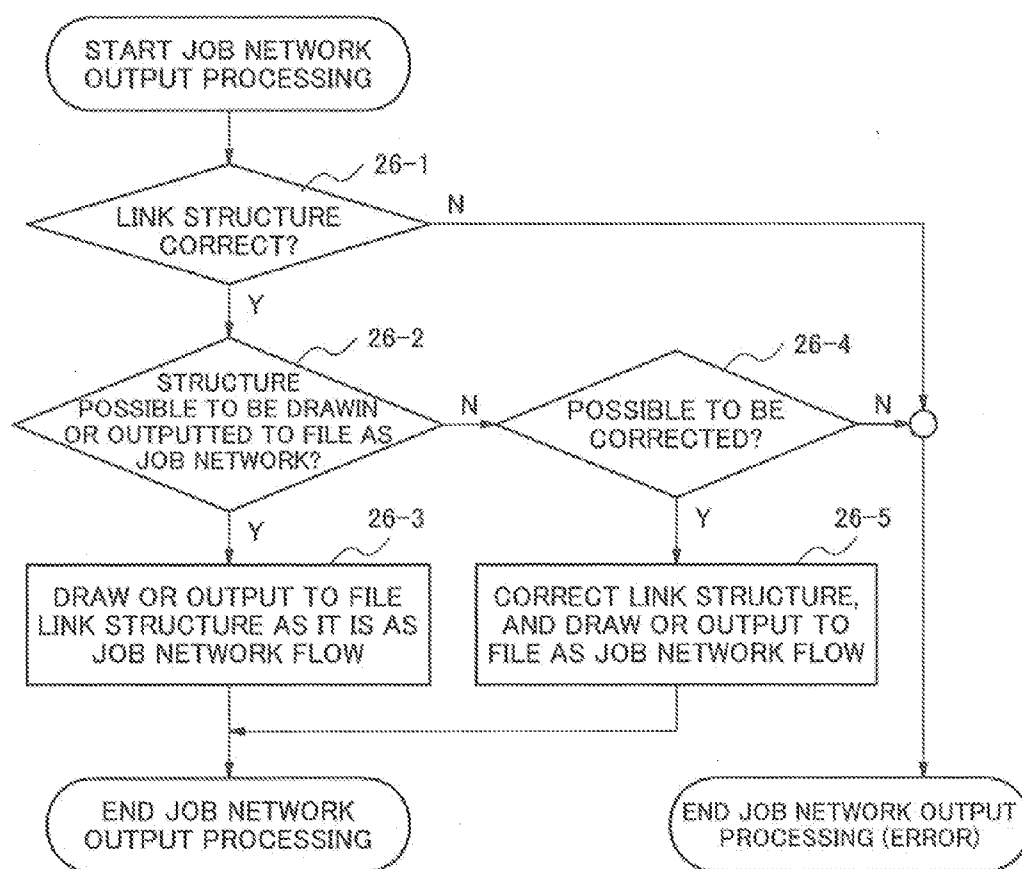 START JOB NETWORK
OUTPUT PROCESSING
26-1
LINK STRUCTURE
CORRECT?
N
Y
26-2
STRUCTURE
POSSIBLE TO BE DRAWIN
OR OUTPUTTED TO FILE AS
JOB NETWORK?
N
26-4
POSSIBLE TO BE
CORRECTED?
N
Y
Y
26-3
DRAW OR OUTPUT TO FILE
LINK STRUCTURE AS IT IS AS
JOB NETWORK FLOW
26-5
CORRECT LINK STRUCTURE,
AND DRAW OR OUTPUT TO
FILE AS JOB NETWORK FLOW
END JOB NETWORK
OUTPUT PROCESSING
END JOB NETWORK OUTPUT
PROCESSING (ERROR)